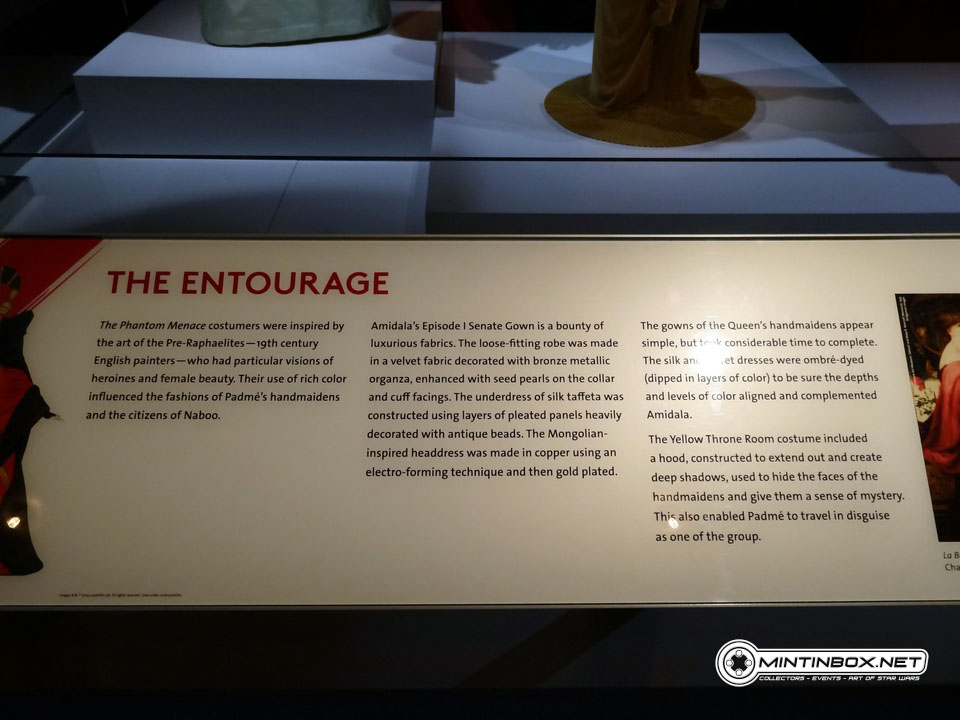 THE ENTOURAGE
The Phantom Menace costumers were inspired by
the art of the Pre-Raphaelites—19th century
English painters—who had particular visions of
heroines and female beauty. Their use of rich color
influenced the fashions of Padmé's handmaidens
and the citizens of Naboo.
Amidala's Episode I Senate Gown is a bounty of
luxurious fabrics. The loose-fitting robe was made
in a velvet fabric decorated with bronze metallic
organza, enhanced with seed pearls on the collar
and cuff facings. The underdress of silk taffeta was
constructed using layers of pleated panels heavily
decorated with antique beads. The Mongolian-
inspired headdress was made in copper using an
electro-forming technique and then gold plated.
The gowns of the Queen's handmaidens appear
simple, but took considerable time to complete.
The silk and dresses were ombré-dyed
(dipped in layers of color) to be sure the depths
and levels of color aligned and complemented
Amidala.
The Yellow Throne Room costume included
a hood, constructed to extend out and create
deep shadows, used to hide the faces of the
handmaidens and give them a sense of mystery.
This also enabled Padmé to travel in disguise
as one of the group.
La B
Cha
MINTINBOX.NET
COLLECTORS - EVENTS - ART OF STAR WARS